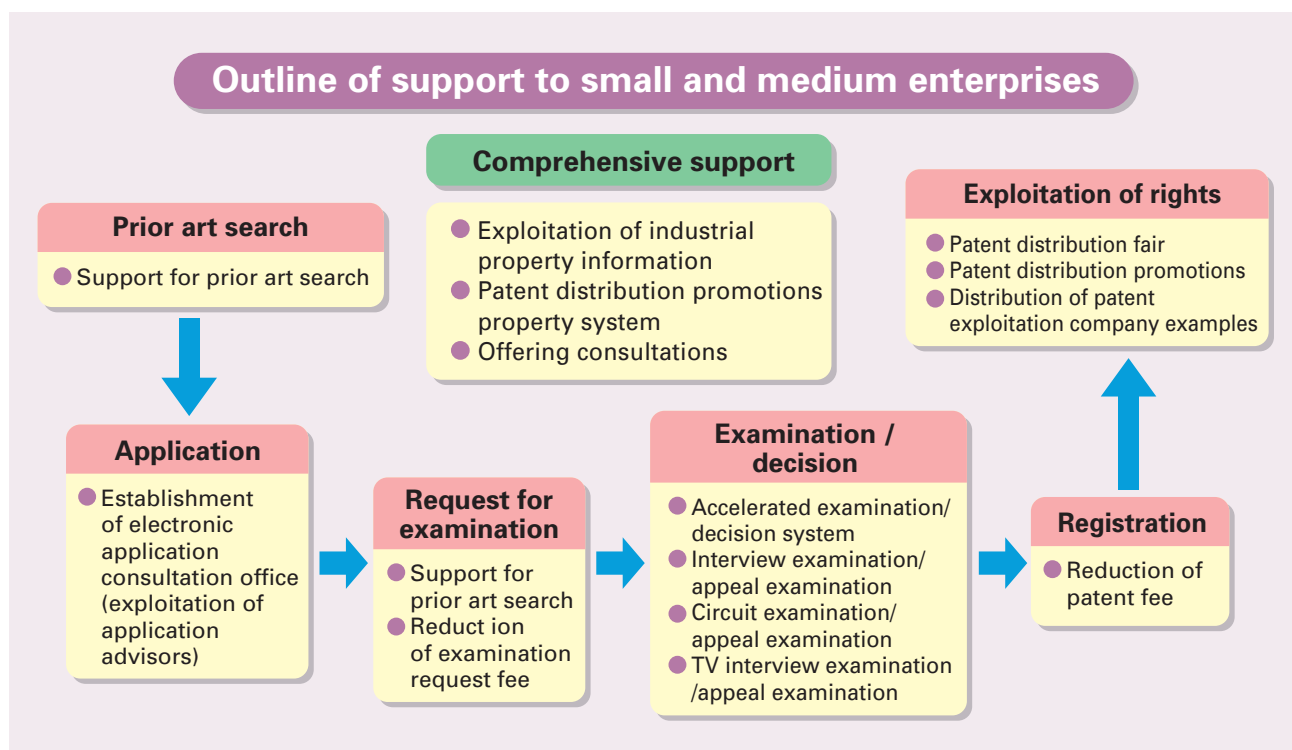 Outline of support to small and medium enterprises
Comprehensive support
Exploitation of industrial
property information
Patent distribution promotions
property system
Offering consultations
Prior art search
Support for prior art search
Application
Establishment
of electronic
application
consultation office
(exploitation of
application
advisors)
Request for
examination
Support for
prior art search
Reduct ion
of examination
request fee
Examination /
decision
Accelerated examination/
decision system
Interview examination/
appeal examination
Circuit examination/
appeal examination
TV interview examination
/appeal examination
Registration
Reduction of
patent fee
Exploitation of rights
Patent distribution fair
Patent distribution promotions
Distribution of patent
exploitation company examples